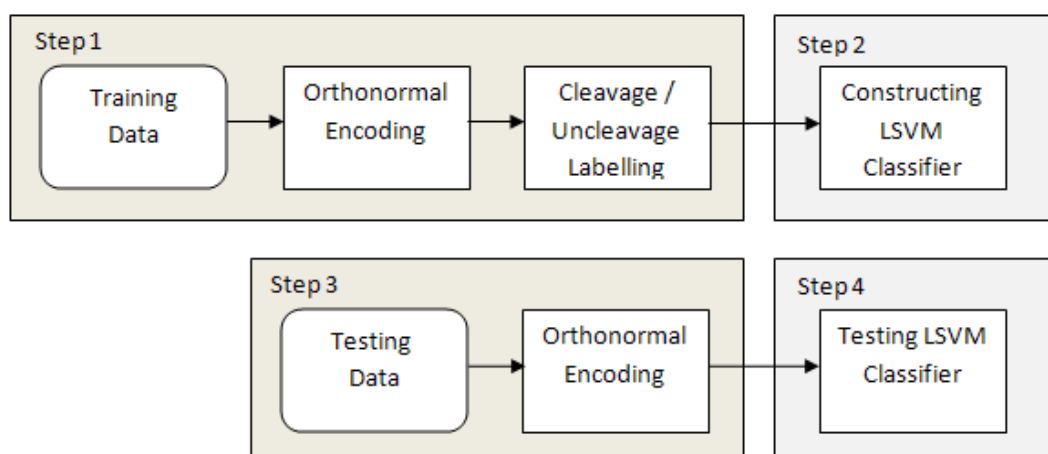 Step 1
Training
Data
Orthonormal
Encoding
Cleavage /
Uncleavage
Labelling
Step 2
Constructing
LSVM
Classifier
Step 3
Testing
Data
Orthonormal
Encoding
Step 4
Testing LSVM
Classifier